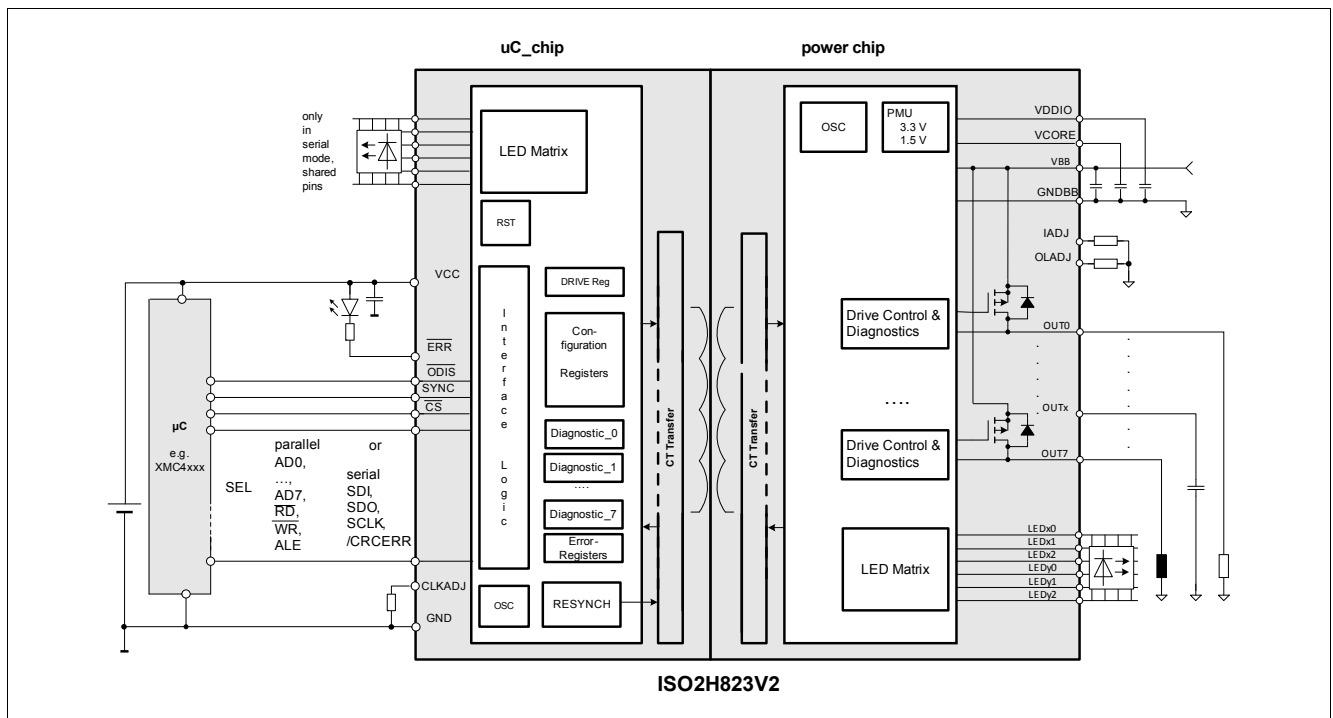 uC_chip
power chip
only
in
serial
mode,
shared
pins
LED Matrix
RST
VCC
ERR
ODIS
SYNC
CS
µC
e.g.
XMC4xxx
SEL
parallel
AD0,
...,
AD7,
RD,
WR,
ALE
or
serial
SDI,
SDO,
SCLK,
/CRCERR
CLKADJ
GND
Interface
Logic
DRIVE Reg
Con-
figuration
Registers
Diagnostic_0
Diagnostic_1
....
Diagnostic_7
Error-
Registers
OSC
RESYNCH
CT Transfer
CT Transfer
OSC
PMU
3.3 V
1.5 V
VDDIO
VCORE
VBB
GNDBB
IADJ
OLADJ
Drive Control &
Diagnostics
OUT0
....
OUTx
Drive Control &
Diagnostics
OUT7
LED Matrix
LEDx0
LEDx1
LEDx2
LEDy0
LEDy1
LEDy2
ISO2H823V2